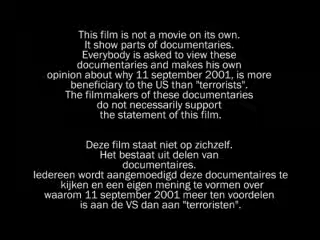 This film is not a movie on its own.
It show parts of documentaries.
Everybody is asked to view these
documentaries and makes his own
opinion about why 11 september 2001, is more
beneficiary to the US than "terrorists".
The filmmakers of these documentaries
do not necessarily support
the statement of this film.
Deze film staat niet op zichzelf.
Het bestaat uit delen van
documentaires.
Iedereen wordt aangemoedigd deze documentaires te
kijken en een eigen mening te vormen over
waarom 11 september 2001 meer ten voordelen
is aan de VS dan aan "terroristen".